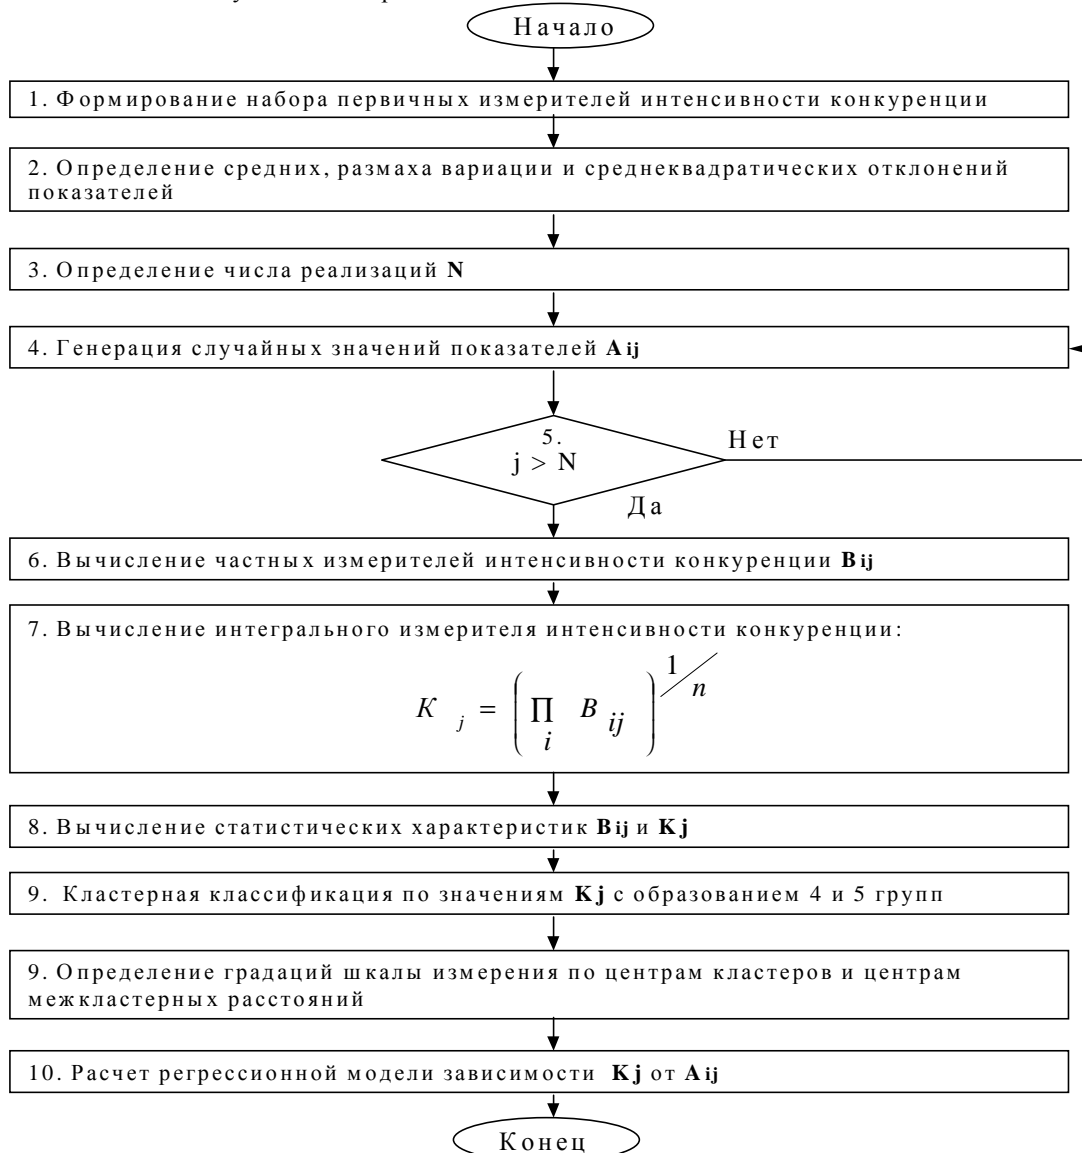 Начало
1. Формирование набора первичных измерителей интенсивности конкуренции
2. Определение средних, размаха вариации и среднеквадратических отклонений
показателей
3. Определение числа реализаций N
4. Генерация случайных значений показателей Aij
5.
j > N
Нет
Да
6. Вычисление частных измерителей интенсивности конкуренции Bij
7. Вычисление интегрального измерителя интенсивности конкуренции:
K j = ( ∏ i B ij ) 1/n
8. Вычисление статистических характеристик Bij и Kj
9. Кластерная классификация по значениям Kj с образованием 4 и 5 групп
9. Определение градаций шкалы измерения по центрам кластеров и центрам
межкластерных расстояний
10. Расчет регрессионной модели зависимости Kj от Aij
Конец